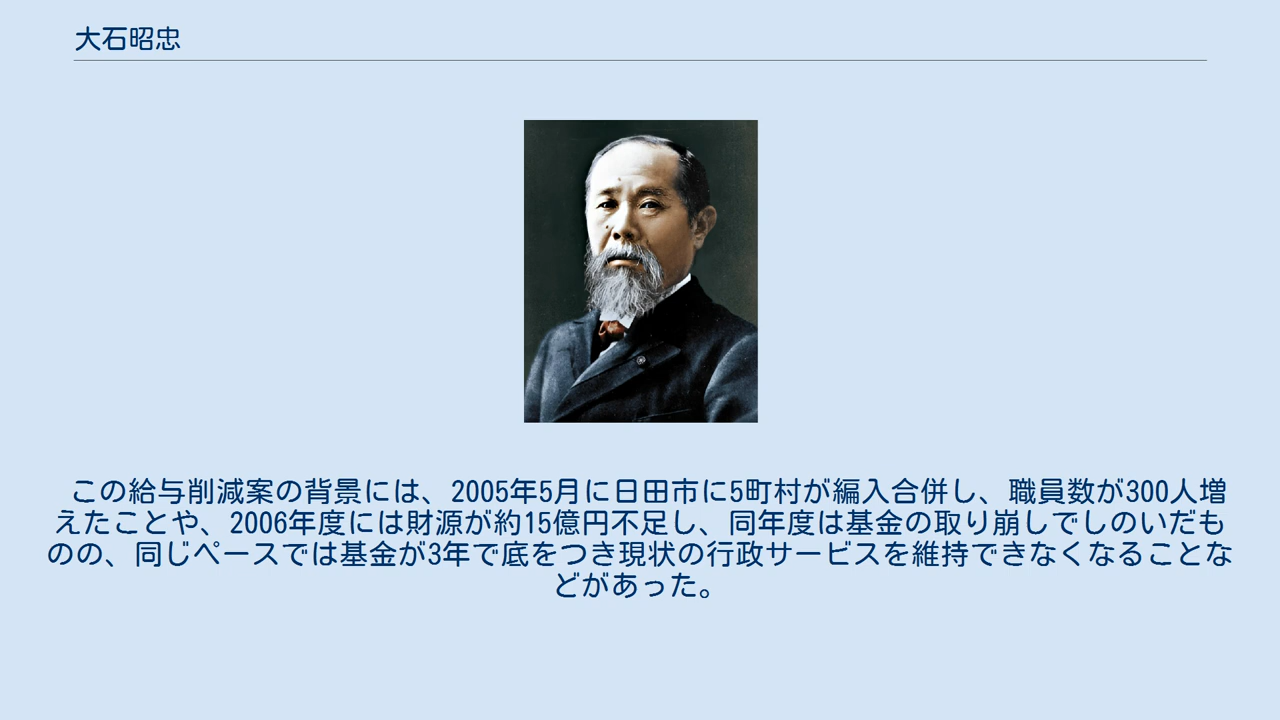 大石昭忠
この給与削減案の背景には、2005年5月に日田市に5町村が編入合併し、職員数が300人増
えたことや、2006年度には財源が約15億円不足し、同年度は基金の取り崩しでしのいだも
のの、同じペースでは基金が3年で底をつき現状の行政サービスを維持できなくなることな
どがあった。